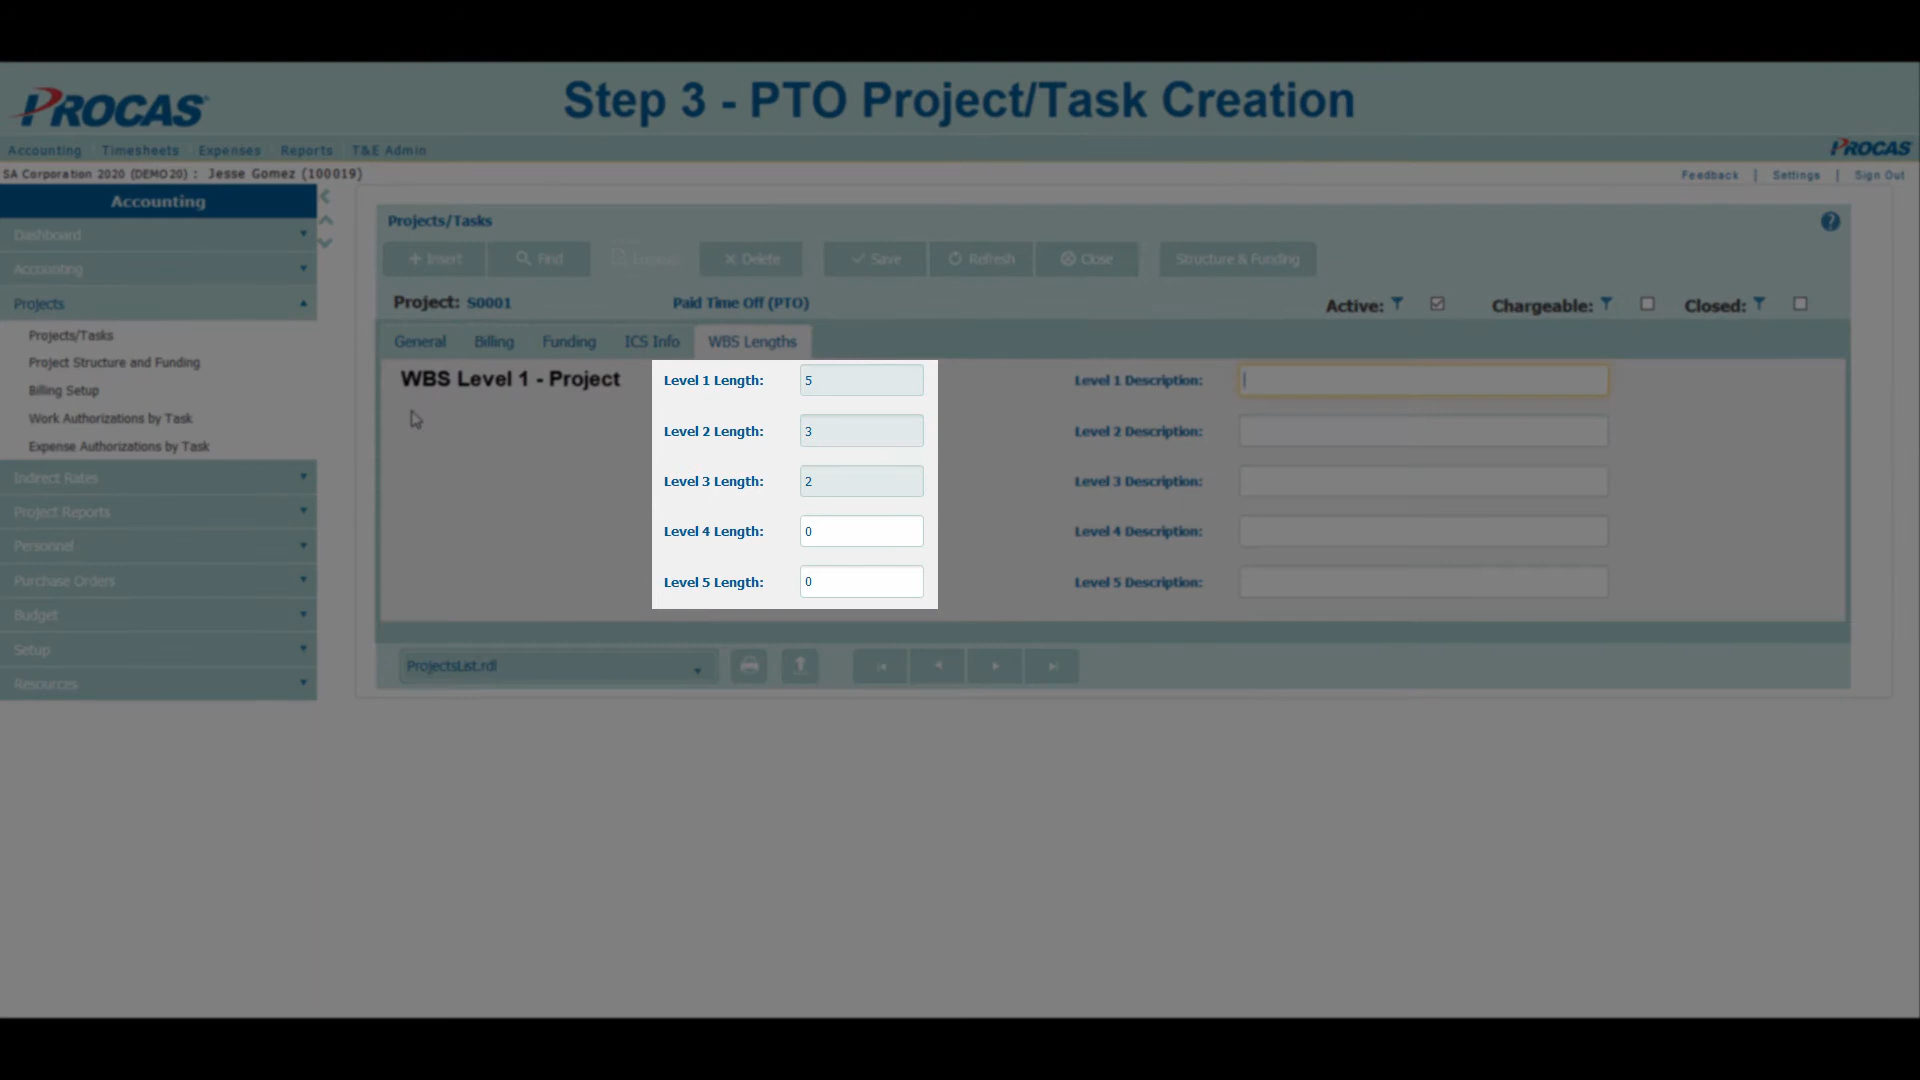 PROCAS
Step 3 - PTO Project/Task Creation
Accounting Timesheets Expenses Reports T&E Admin
PROCAS
SA Corporation 2020 (DEMO20) : Jesse Gomez (100019)
Feedback | Settings | Sign Out
Accounting
Dashboard
Accounting
Projects
Projects/Tasks
Project Structure and Funding
Billing Setup
Work Authorizations by Task
Expense Authorizations by Task
Indirect Rates
Project Reports
Personnel
Purchase Orders
Budget
Setup
Resources
Projects/Tasks
?
+ Insert Find Delete Save Refresh Close Structure & Funding
Project: S0001 Paid Time Off (PTO) Active: Chargeable: Closed:
General Billing Funding ICS Info WBS Lengths
WBS Level 1 - Project
Level 1 Length: 5 Level 1 Description:
Level 2 Length: 3 Level 2 Description:
Level 3 Length: 2 Level 3 Description:
Level 4 Length: 0 Level 4 Description:
Level 5 Length: 0 Level 5 Description:
ProjectsList.rdl